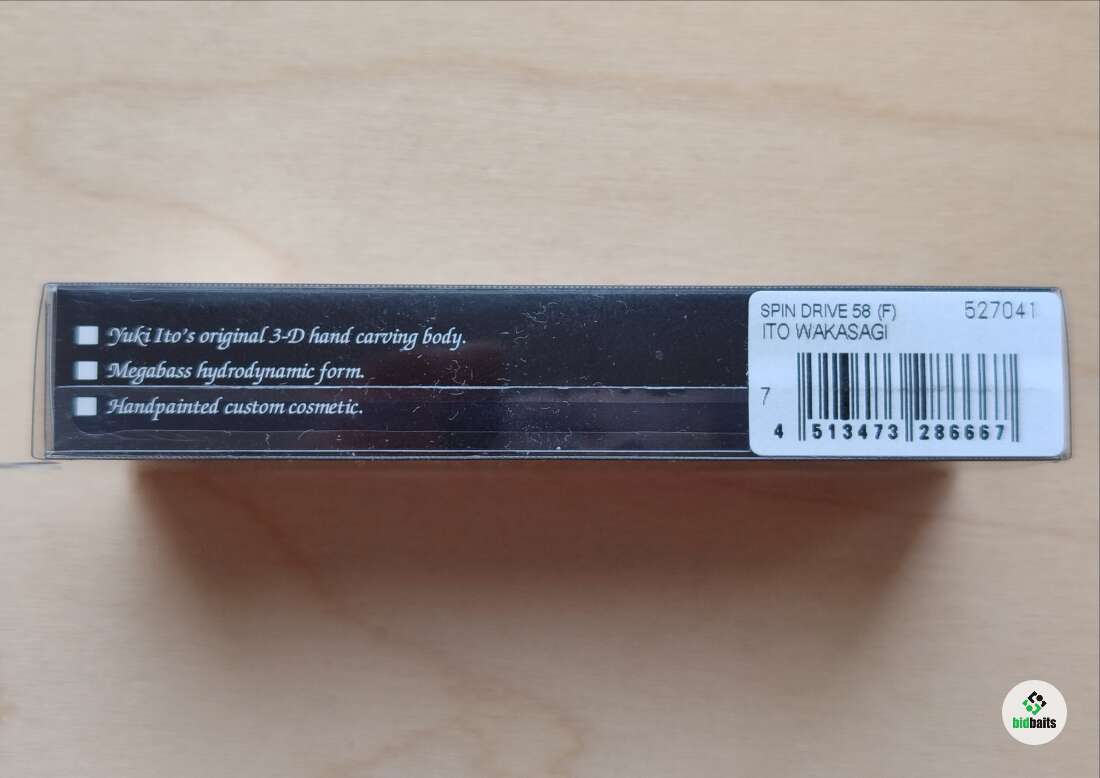 Yuki Ito's original 3-D hand carving body.
Megabass hydrodynamic form.
Handpainted custom cosmetic.
SPIN DRIVE 58 (F) 527041
ITO WAKASAGI
7
4 513473 286667
bidbaits